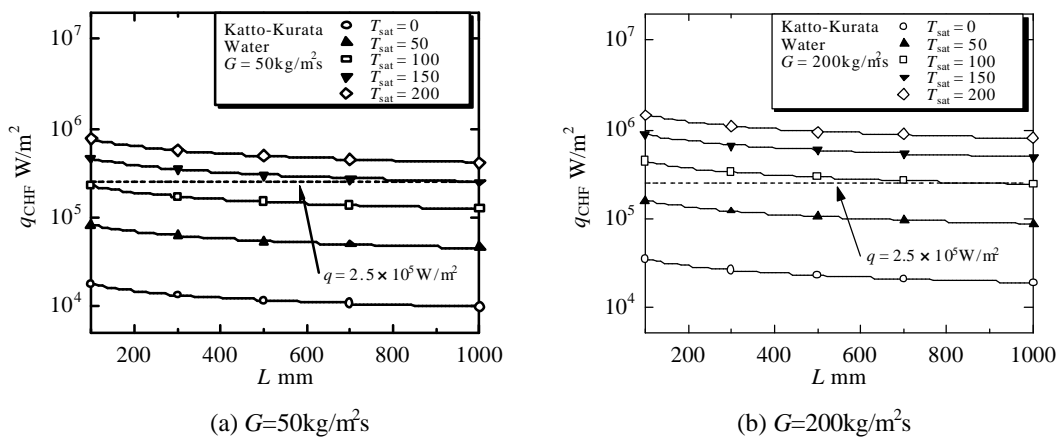 10⁷
10⁶
10⁵
10⁴
q_CHF W/m²
Katto-Kurata
Water
G = 50kg/m²s
T_sat = 0
T_sat = 50
T_sat = 100
T_sat = 150
T_sat = 200
q = 2.5 × 10⁵W/m²
200 400 600 800 1000
L mm
(a) G=50kg/m²s
10⁷
10⁶
10⁵
10⁴
q_CHF W/m²
Katto-Kurata
Water
G = 200kg/m²s
T_sat = 0
T_sat = 50
T_sat = 100
T_sat = 150
T_sat = 200
q = 2.5 × 10⁵W/m²
200 400 600 800 1000
L mm
(b) G=200kg/m²s